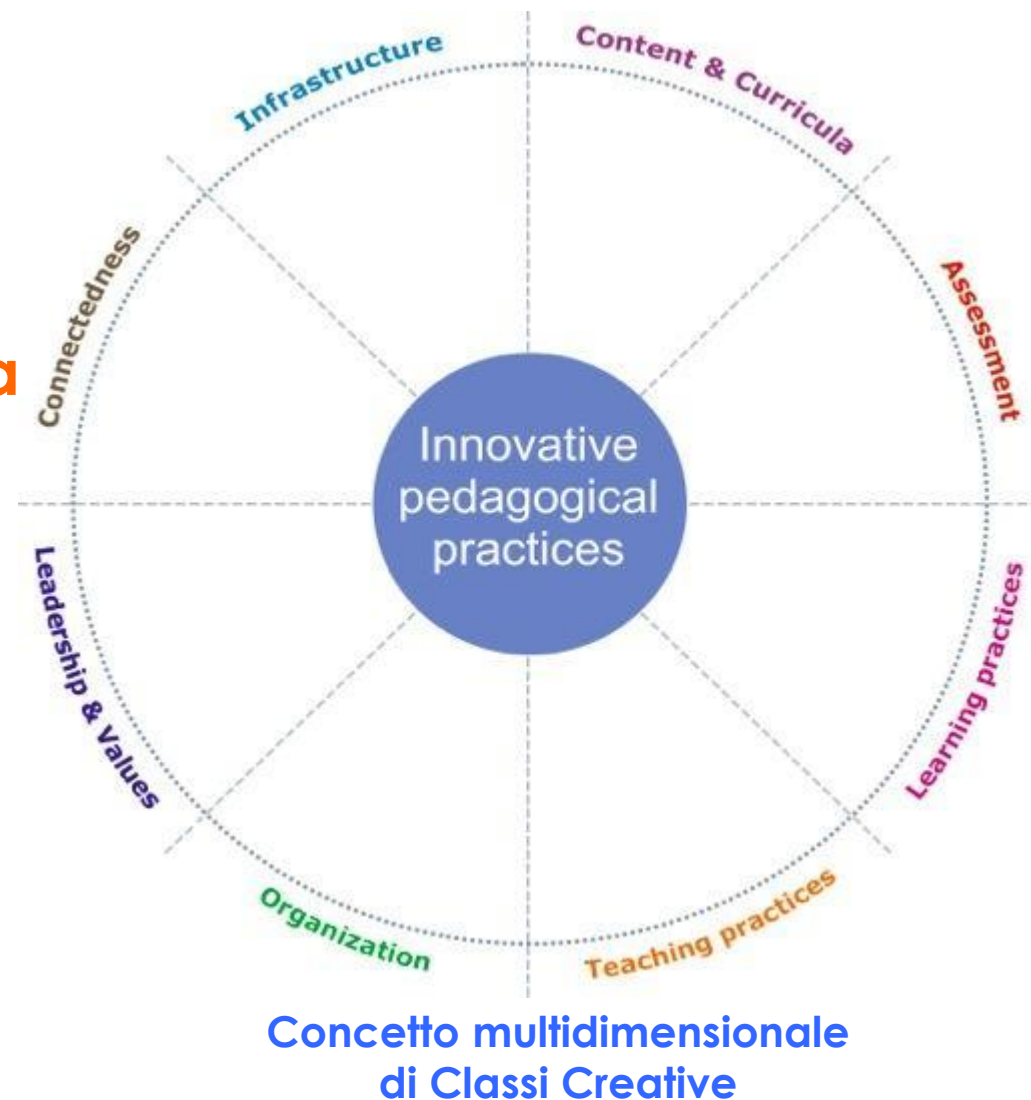 Infrastructure
Content & Curricula
Connectedness
Assessment
a
Innovative
pedagogical
practices
Leadership & Values
Learning practices
Organization
Teaching practices
Concetto multidimensionale
di Classi Creative